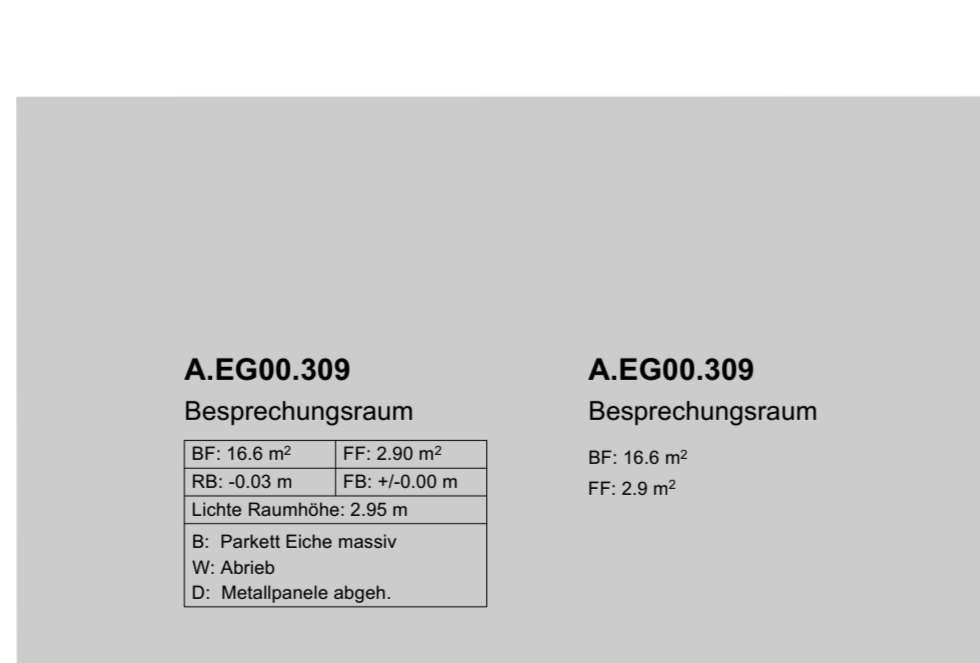 A.EG00.309
Besprechungsraum
BF: 16.6 m²
FF: 2.90 m²
RB: -0.03 m
FB: +/-0.00 m
Lichte Raumhöhe: 2.95 m
B: Parkett Eiche massiv
W: Abrieb
D: Metallpanele abgeh.
A.EG00.309
Besprechungsraum
BF: 16.6 m²
FF: 2.9 m²